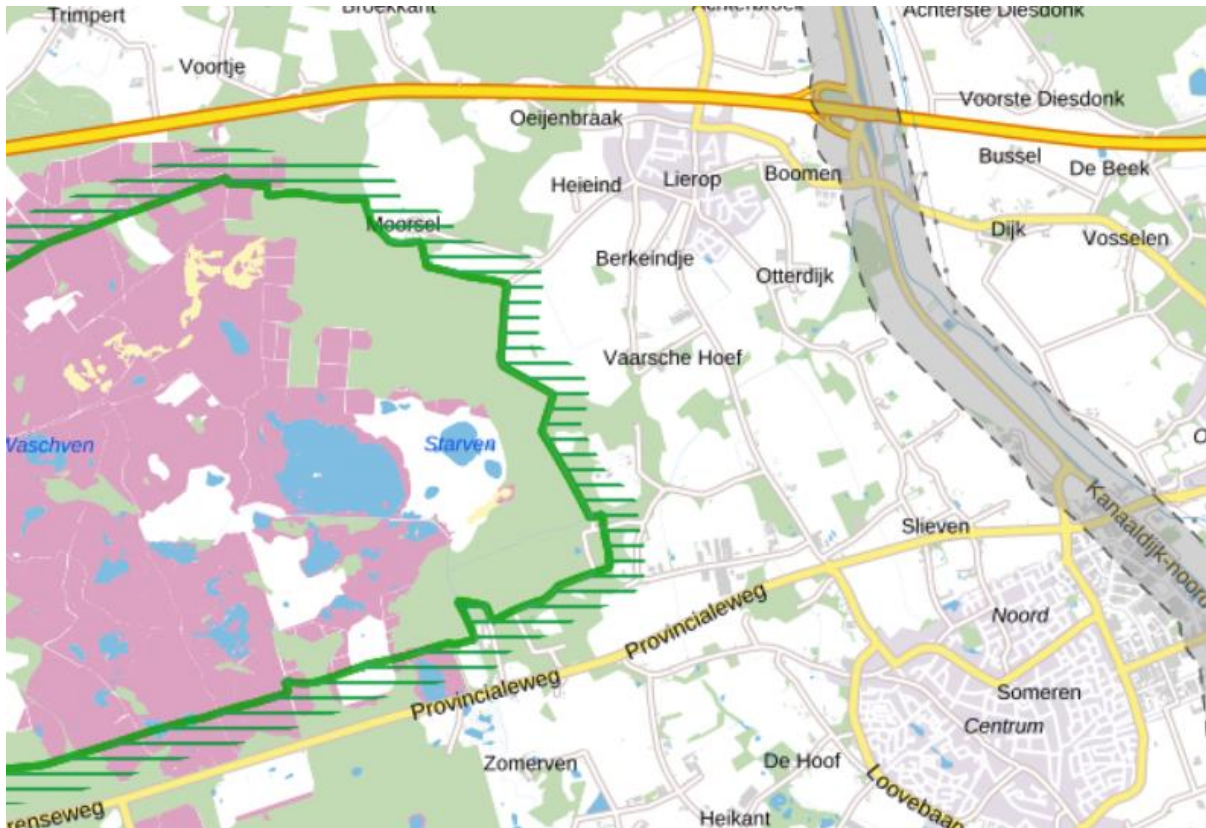 Trimpert
Broekkant
Achterste Diesdonk
Voortje
Voorste Diesdonk
Oeijenbraak
Bussel
De Beek
Heieind
Lierop
Boomen
Moorsel
Dijk
Vosselen
Berkeindje
Otterdijk
Vaarsche Hoef
Waschven
Starven
Kanaaldijk-noord
Slieven
Noord
Provincialeweg
Provincialeweg
Someren
Centrum
Zomerven
De Hoof
Loovebaan
renseweg
Heikant